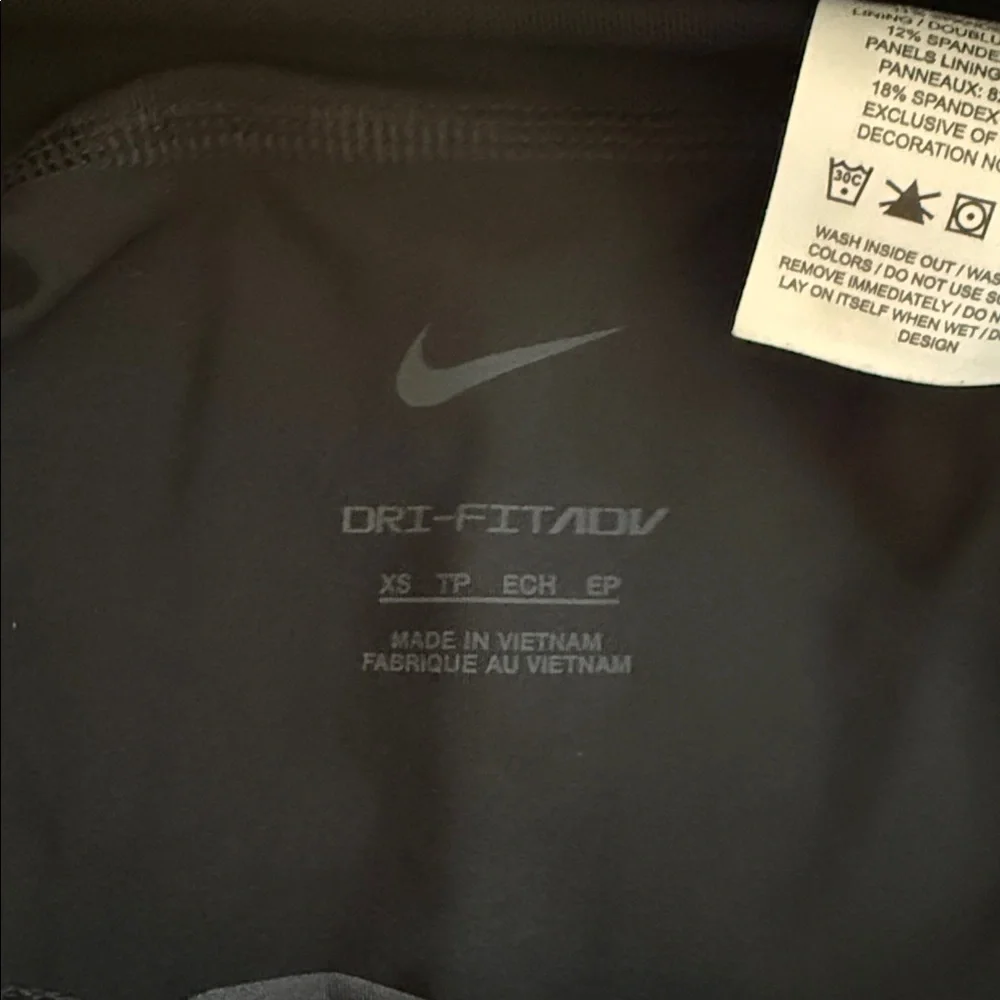 LINING / DOUBLU
12% SPANDE
PANELS LINING
PANNEAUX: 8
18% SPANDEX
EXCLUSIVE OF
DECORATION NO
30C
WASH INSIDE OUT / WAS
COLORS / DO NOT USE SO
REMOVE IMMEDIATELY / DO N
LAY ON ITSELF WHEN WET / D
DESIGN
DRI-FIT ADV
XS TP ECH EP
MADE IN VIETNAM
FABRIQUE AU VIETNAM